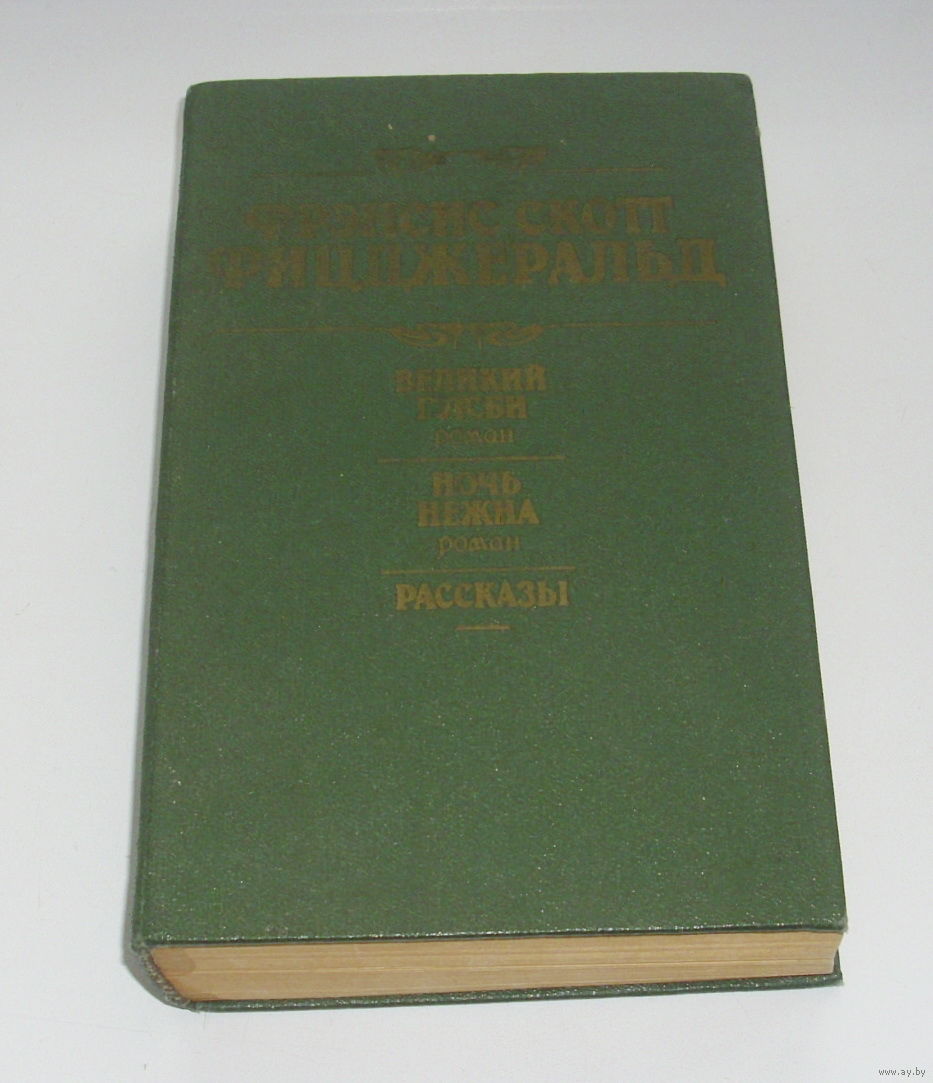 ФРЭНСИС СКОТТ
ФИЦДЖЕРАЛЬД
ВЕЛИКИЙ
ГЭТСБИ
роман
НОЧЬ
НЕЖНА
роман
РАССКАЗЫ
www.ay.by